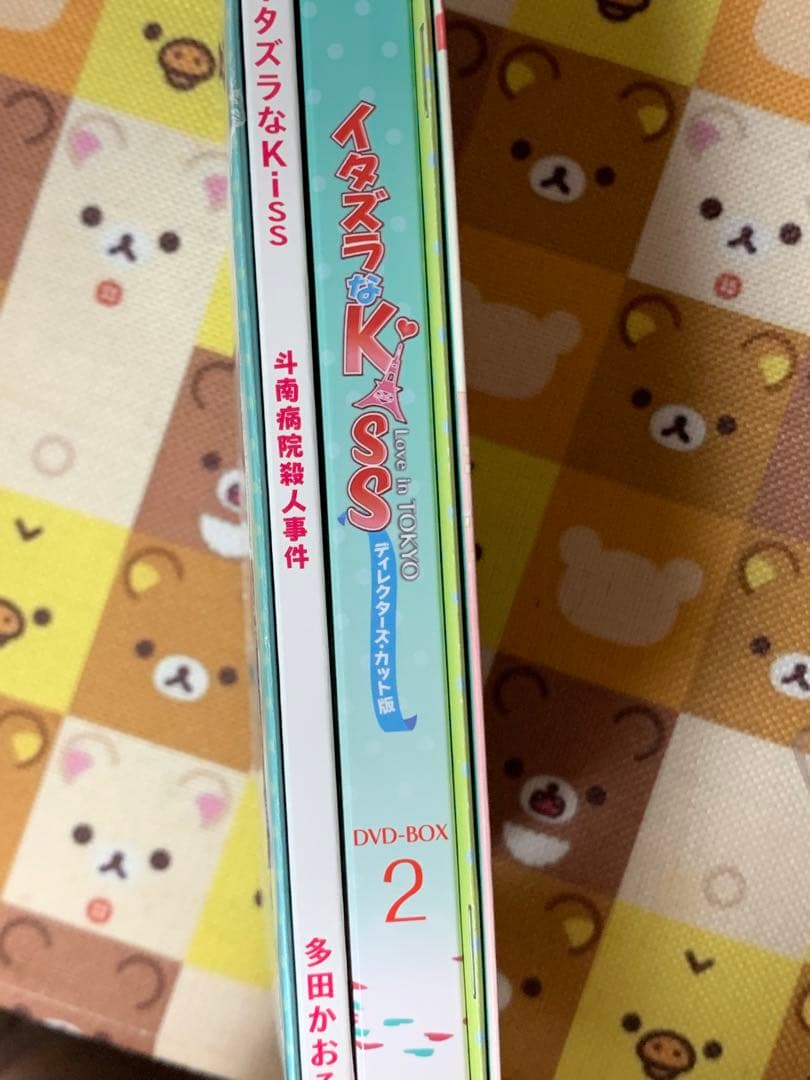 イタズラなKiss
斗南病院殺人事件
多田かおる
イタズラなKiss
Love in TOKYO
ディレクターズ・カット版
DVD-BOX
2